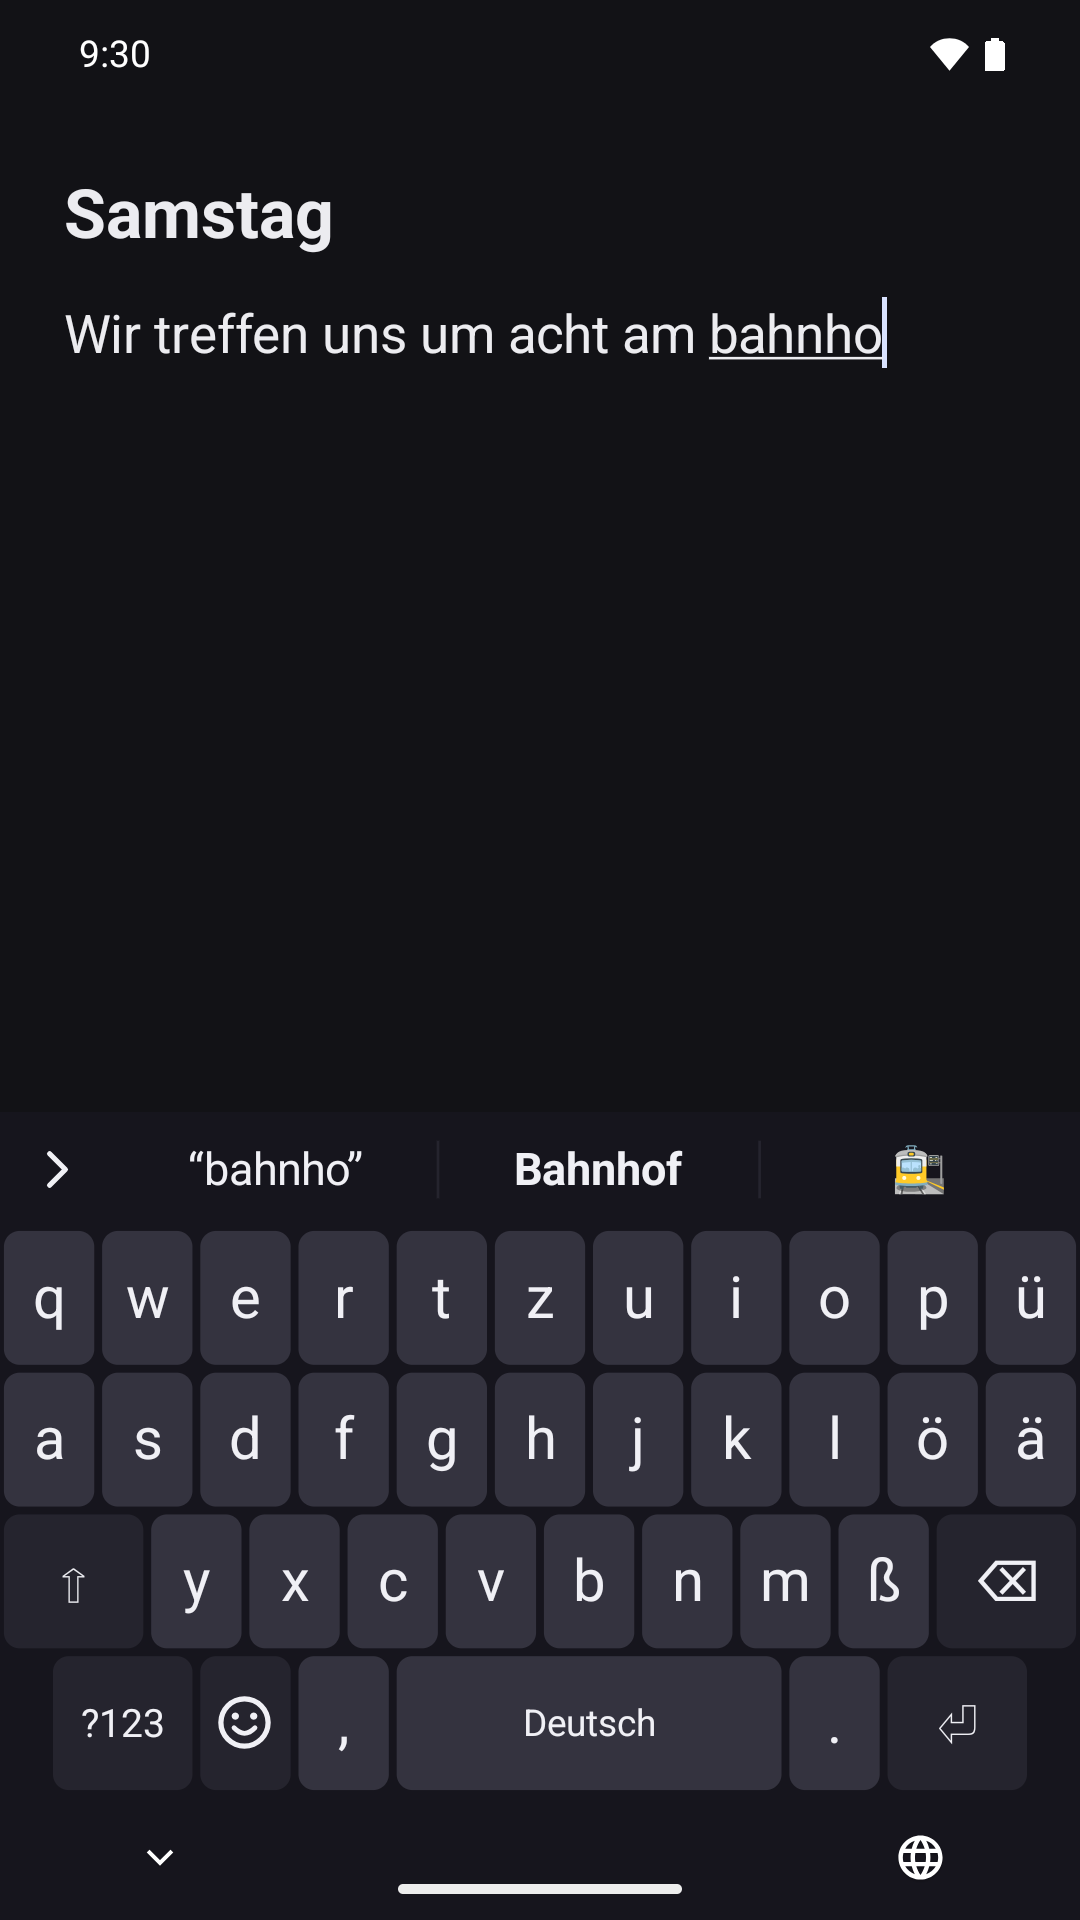 9:30
Samstag
Wir treffen uns um acht am bahnho
“bahnho” Bahnhof
q w e r t z u i o p ü
a s d f g h j k l ö ä
y x c v b n m ß
?123 , Deutsch .